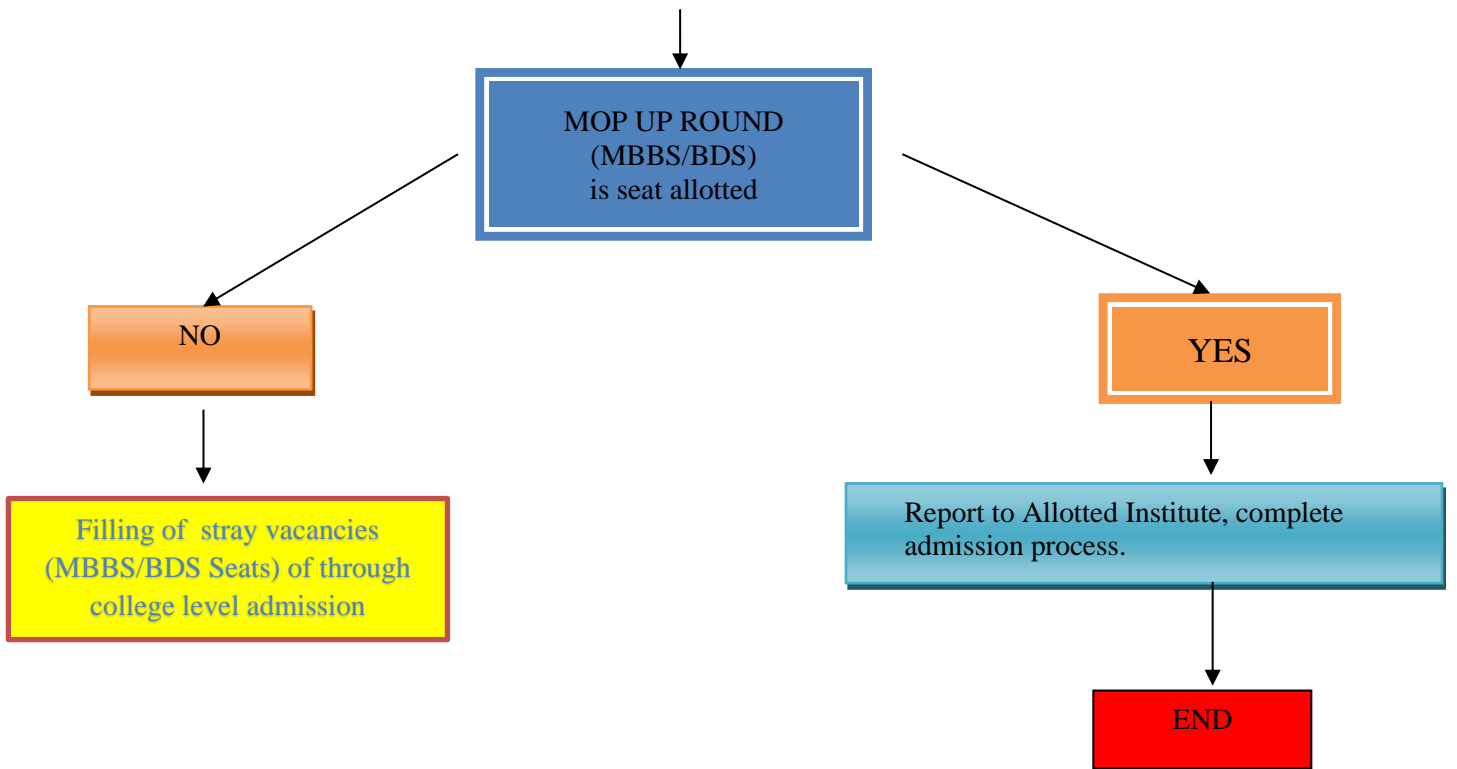 MOP UP ROUND
(MBBS/BDS)
is seat allotted
NO
YES
Filling of stray vacancies
(MBBS/BDS Seats) of through
college level admission
Report to Allotted Institute, complete
admission process.
END